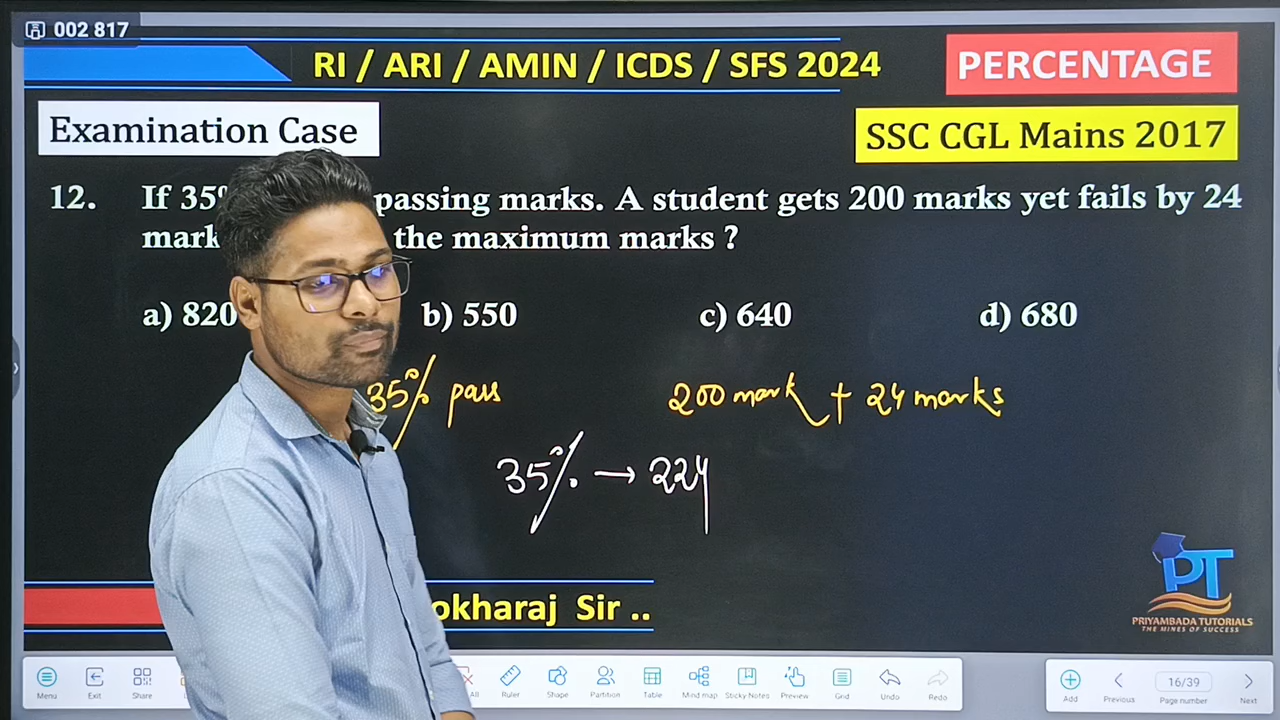 002 817
RI / ARI / AMIN / ICDS / SFS 2024
PERCENTAGE
Examination Case
SSC CGL Mains 2017
12. If 35% passing marks. A student gets 200 marks yet fails by 24
mark the maximum marks ?
a) 820 b) 550 c) 640 d) 680
35% pass 200 mark + 24 marks
35% → 224
okharaj Sir ..
PT
PRIYAMBADA TUTORIALS
THE MINES OF SUCCESS
Menu Exit Share All Ruler Shape Partition Table Mind map Sticky Notes Preview Grid Undo Redo Add Previous 16/39 Page number Next